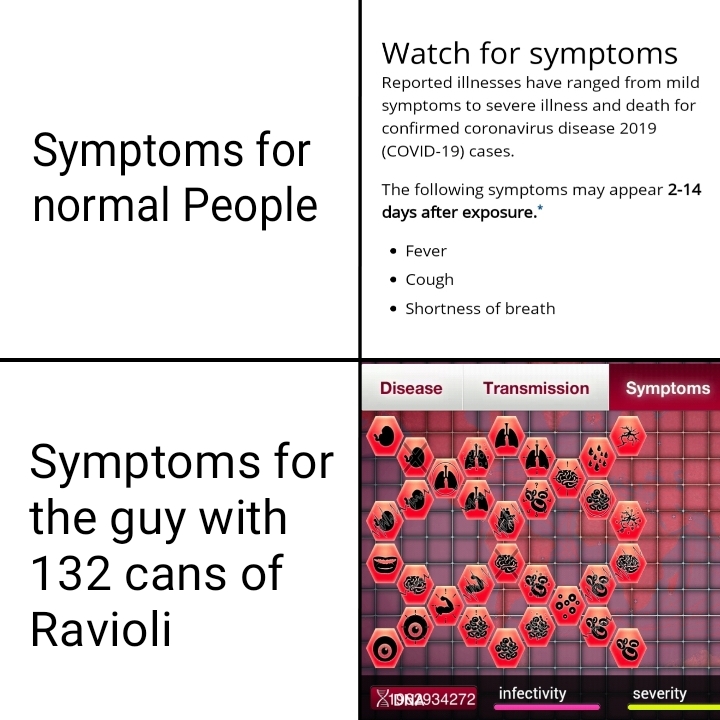 Symptoms for
normal People
Watch for symptoms
Reported illnesses have ranged from mild
symptoms to severe illness and death for
confirmed coronavirus disease 2019
(COVID-19) cases.
The following symptoms may appear 2-14
days after exposure.*
• Fever
• Cough
• Shortness of breath
Symptoms for
the guy with
132 cans of
Ravioli
Disease
Transmission
Symptoms
DNA
infectivity
severity